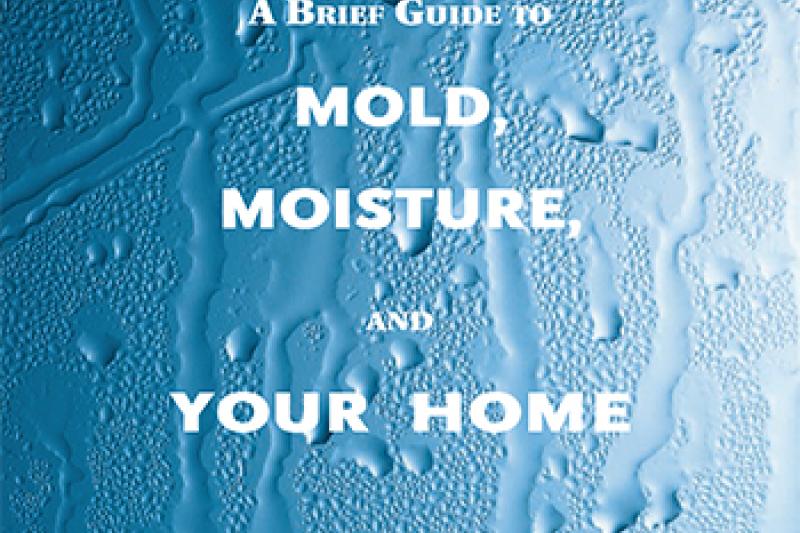 A Brief Guide to
MOLD,
MOISTURE,
AND
YOUR HOME